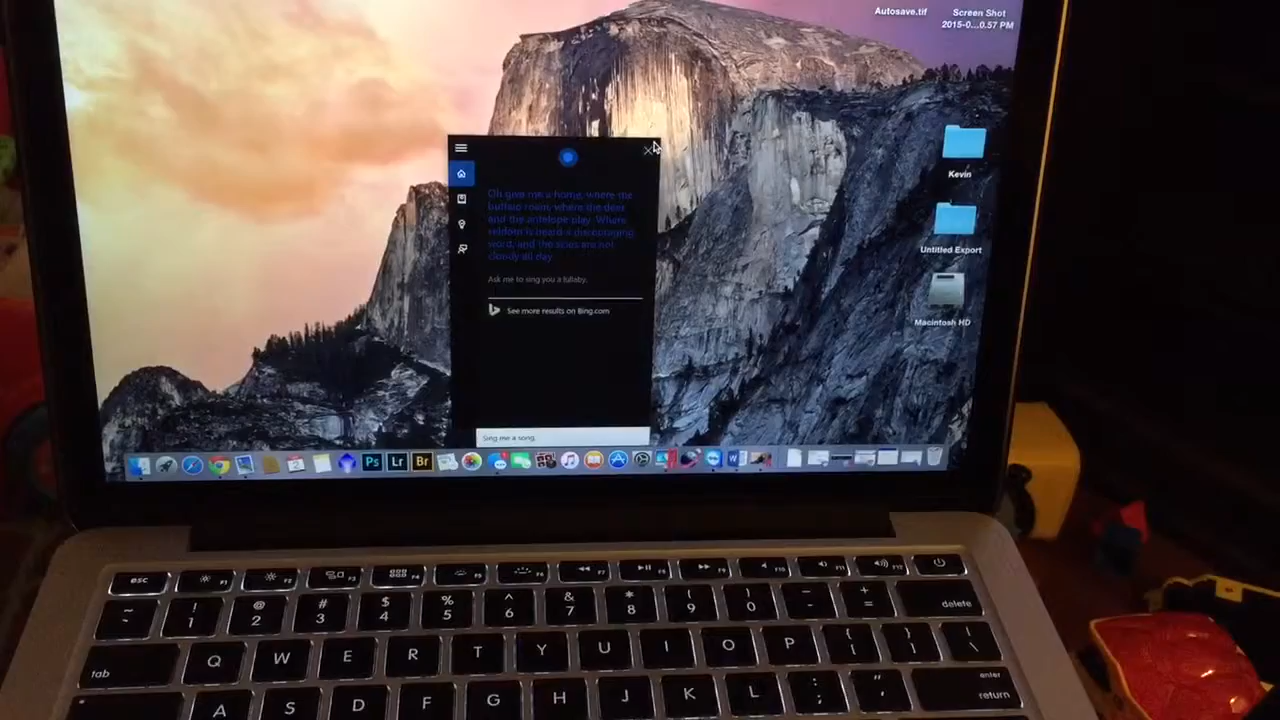 Autosave.tif
Screen Shot
2015-0...0.57 PM
Kevin
Untitled Export
Macintosh HD
Oh give me a home, where the
buffalo roam, where the deer
and the antelope play. Where
seldom is heard a discouraging
word, and the skies are not
cloudy all day.
Ask me to sing you a lullaby.
See more results on Bing.com
Sing me a song.
2
Ps Lr Br
W
esc F1 F2 F3 F4 F5 F6 F7 F8 F9 F10 F11 F12
~ ! @ # $ % ^ & * ( ) - + delete
1 2 3 4 5 6 7 8 9 0 =
tab Q W E R T Y U I O P { } \
[ ] enter
return
A S D F G H J K L : "
; '